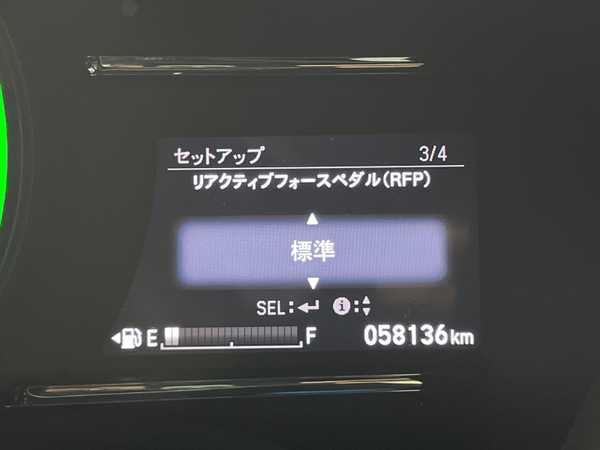 セットアップ 3/4
リアクティブフォースペダル(RFP)
標準
SEL:↵ i:
E F 058136km